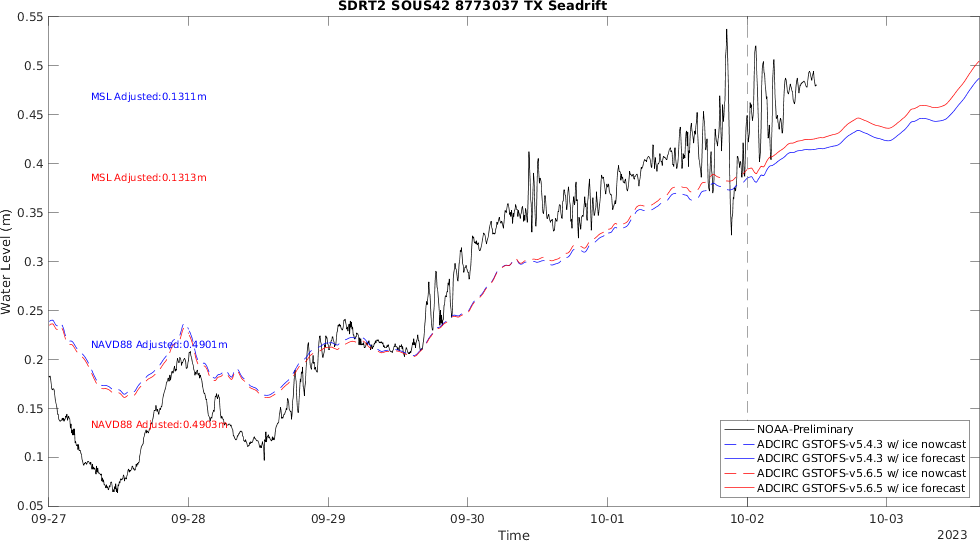 SDRT2 SOUS42 8773037 TX Seadrift
0.55
0.5
0.45
0.4
0.35
0.3
0.25
0.2
0.15
0.1
0.05
Water Level (m)
MSL Adjusted:0.1311m
MSL Adjusted:0.1313m
NAVD88 Adjusted:0.4901m
NAVD88 Adjusted:0.4903m
NOAA-Preliminary
ADCIRC GSTOFS-v5.4.3 w/ ice nowcast
ADCIRC GSTOFS-v5.4.3 w/ ice forecast
ADCIRC GSTOFS-v5.6.5 w/ ice nowcast
ADCIRC GSTOFS-v5.6.5 w/ ice forecast
09-27 09-28 09-29 09-30 10-01 10-02 10-03
Time
2023